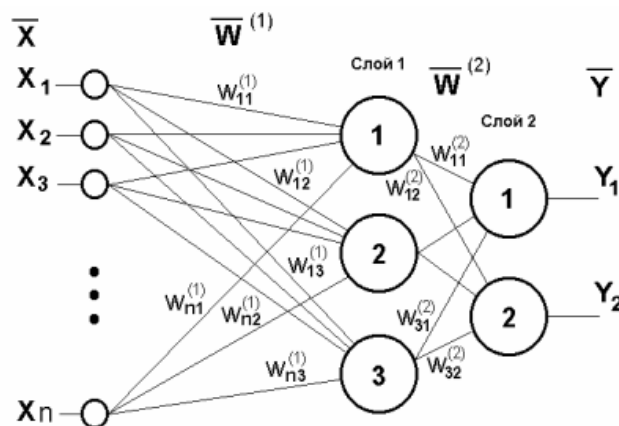 X̅ W̅(1) W̅(2) Y̅
Слой 1
Слой 2
X1
X2
X3
Xn
W11(1)
W12(1)
W13(1)
Wn1(1)
Wn2(1)
Wn3(1)
1
2
3
W11(2)
W12(2)
W31(2)
W32(2)
1
2
Y1
Y2